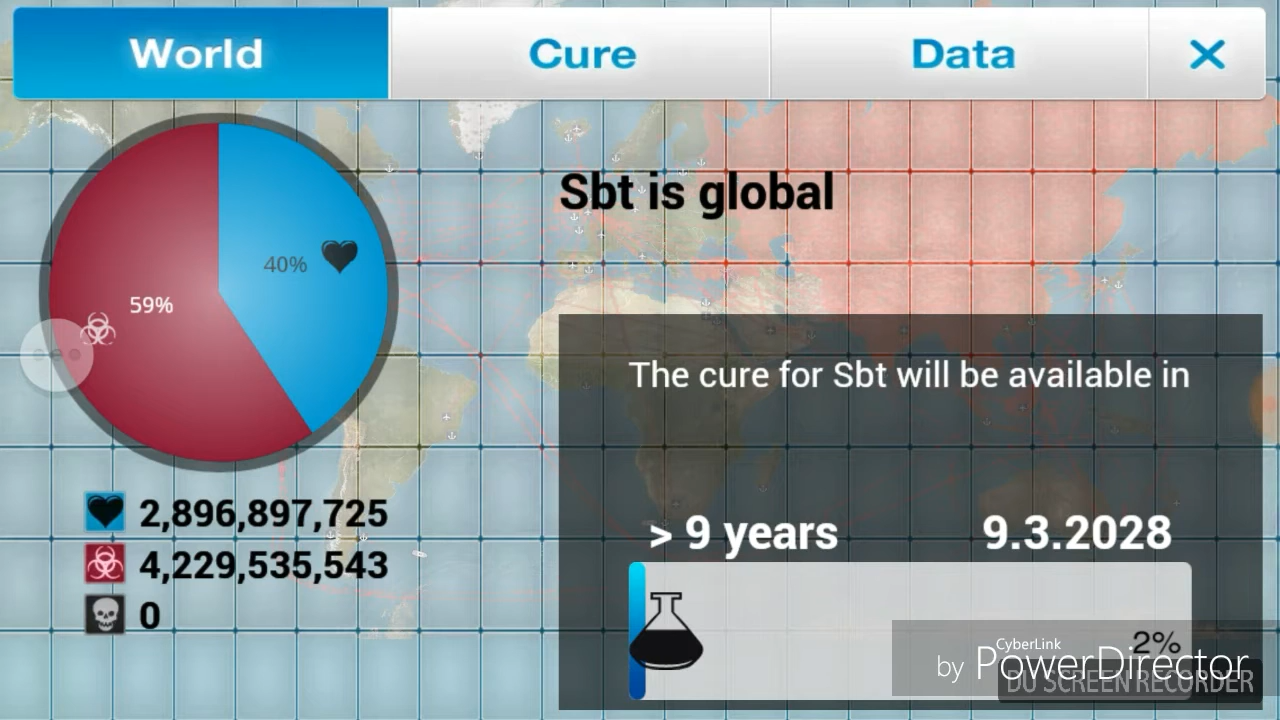 World
Cure
Data
X
Sbt is global
40%
59%
The cure for Sbt will be available in
> 9 years
9.3.2028
2%
2,896,897,725
4,229,535,543
0
CyberLink
by PowerDirector
DU SCREEN RECORDER